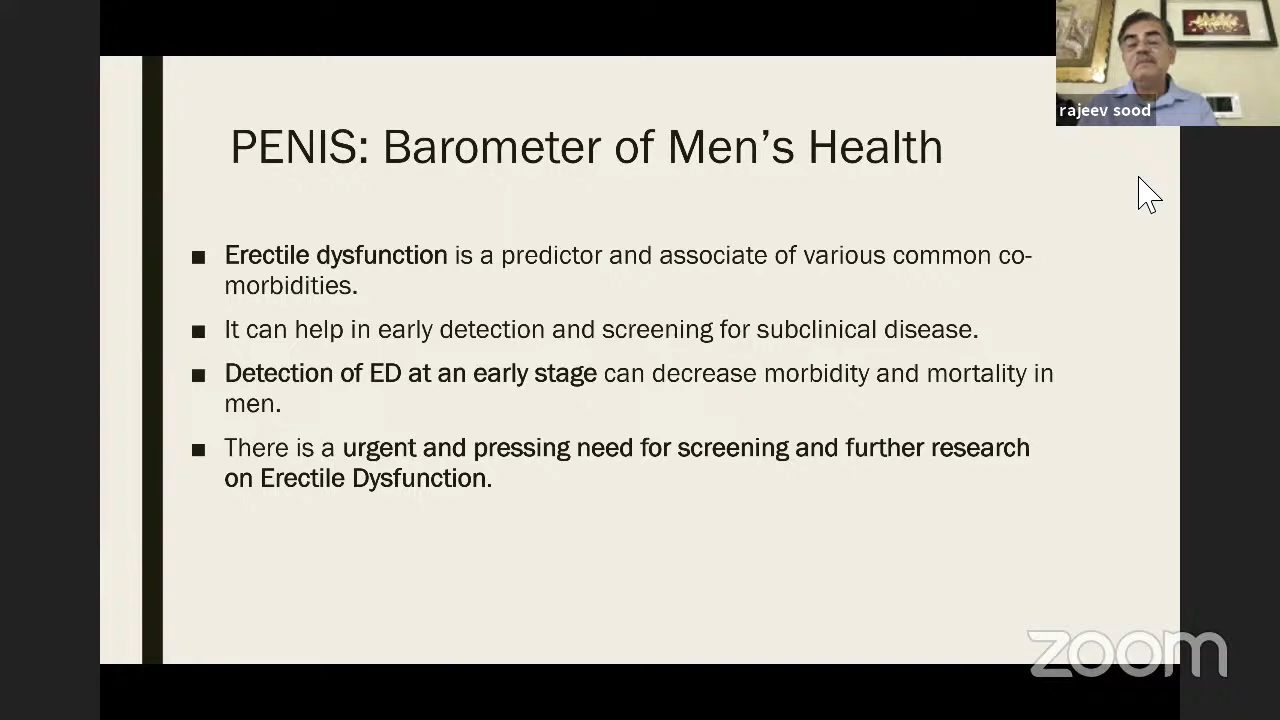 rajeev sood
PENIS: Barometer of Men’s Health
■ Erectile dysfunction is a predictor and associate of various common co-
morbidities.
■ It can help in early detection and screening for subclinical disease.
■ Detection of ED at an early stage can decrease morbidity and mortality in
men.
■ There is a urgent and pressing need for screening and further research
on Erectile Dysfunction.
zoom